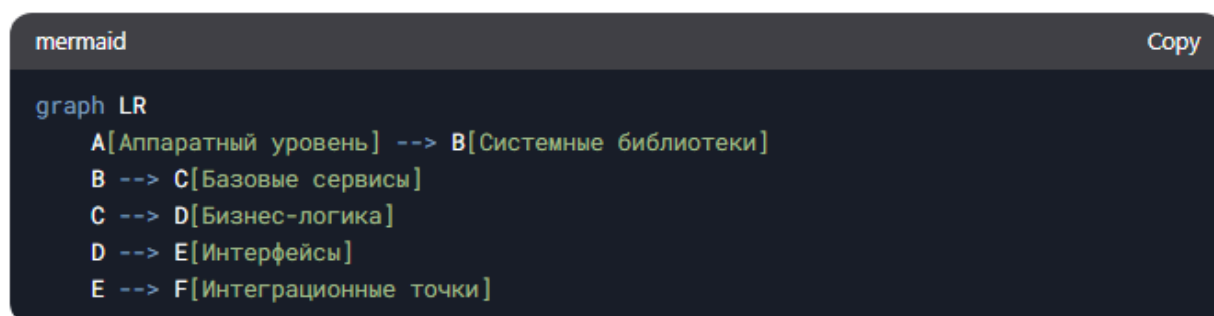 mermaid Copy
graph LR
A[Аппаратный уровень] --> B[Системные библиотеки]
B --> C[Базовые сервисы]
C --> D[Бизнес-логика]
D --> E[Интерфейсы]
E --> F[Интеграционные точки]